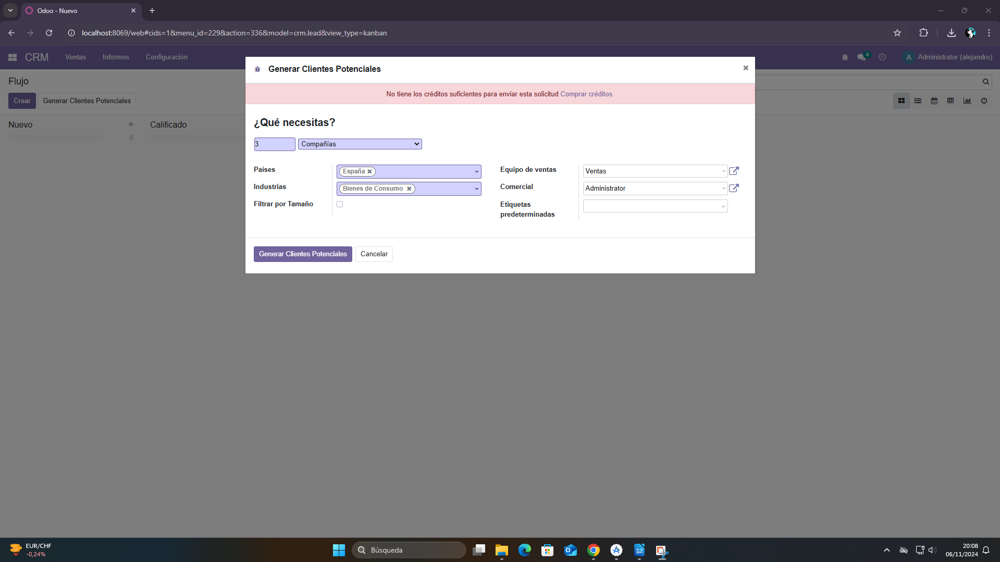 Odoo - Nuevo
localhost:8069/web#cids=1&menu_id=229&action=336&model=crm.lead&view_type=kanban
CRM Ventas Informes Configuración
6
A Administrator (alejandro)
Flujo
Crear Generar Clientes Potenciales
Nuevo
0
Calificado
Generar Clientes Potenciales
No tiene los créditos suficientes para enviar esta solicitud Comprar créditos.
¿Qué necesitas?
3 Compañías
Países España
Industrias Bienes de Consumo
Filtrar por Tamaño
Equipo de ventas Ventas
Comercial Administrator
Etiquetas
predeterminadas
Generar Clientes Potenciales Cancelar
EUR/CHF
-0,24%
Búsqueda
20:08
06/11/2024